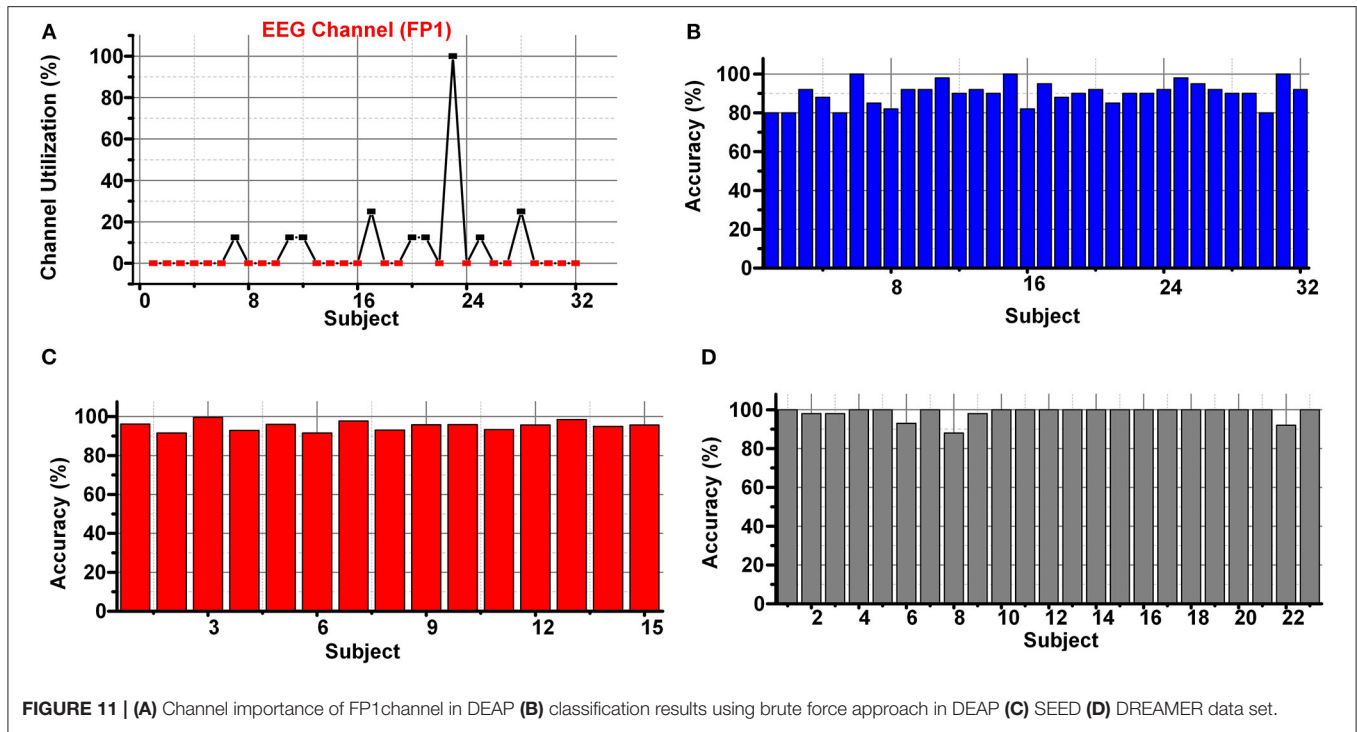 A
EEG Channel (FP1)
Channel Utilization (%)
100
80
60
40
20
0
0 8 16 24 32
Subject
B
Accuracy (%)
100
80
60
40
20
0
8 16 24 32
Subject
C
Accuracy (%)
100
80
60
40
20
0
3 6 9 12 15
Subject
D
Accuracy (%)
100
80
60
40
20
0
2 4 6 8 10 12 14 16 18 20 22
Subject
FIGURE 11 | (A) Channel importance of FP1channel in DEAP (B) classification results using brute force approach in DEAP (C) SEED (D) DREAMER data set.